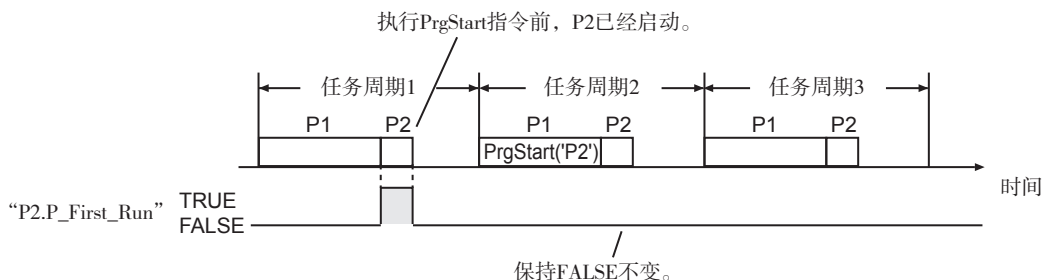 执行PrgStart指令前，P2已经启动。
任务周期1 任务周期2 任务周期3
P1 P2 P1 P2 P1 P2
PrgStart('P2')
时间
“P2.P_First_Run” TRUE
FALSE
保持FALSE不变。